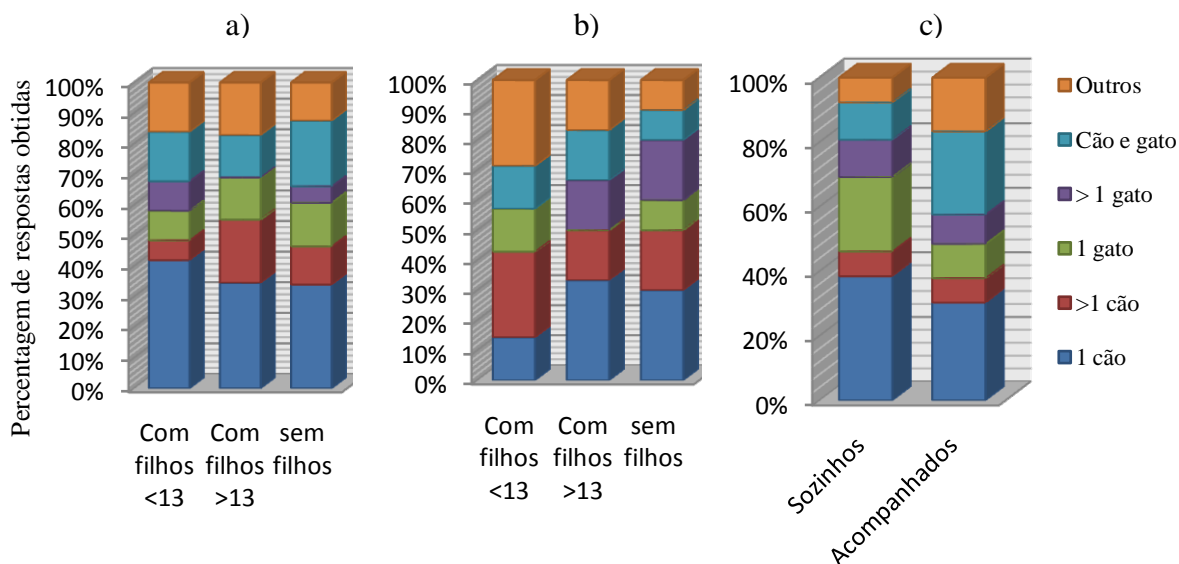 a)
b)
c)
Percentagem de respostas obtidas
100%
90%
80%
70%
60%
50%
40%
30%
20%
10%
0%
Com
filhos
<13
Com
filhos
>13
sem
filhos
100%
90%
80%
70%
60%
50%
40%
30%
20%
10%
0%
Com
filhos
<13
Com
filhos
>13
sem
filhos
100%
80%
60%
40%
20%
0%
Sozinhos
Acompanhados
Outros
Cão e gato
> 1 gato
1 gato
>1 cão
1 cão